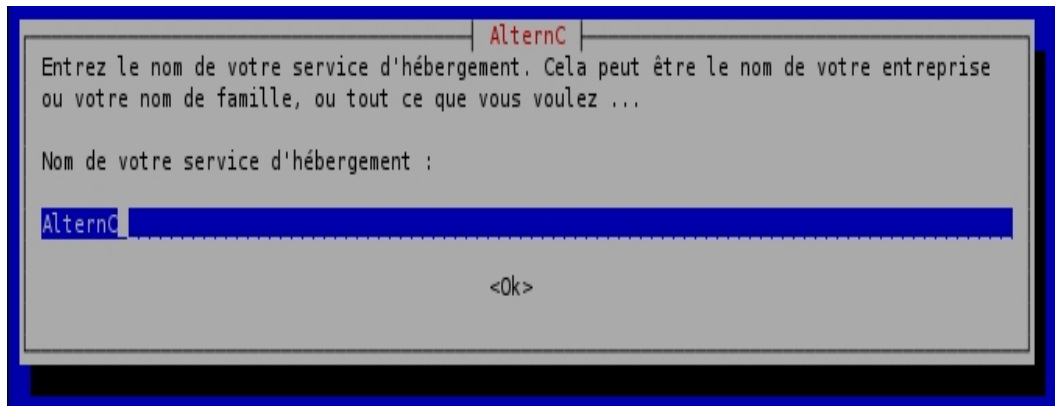 AlternC
Entrez le nom de votre service d'hébergement. Cela peut être le nom de votre entreprise
ou votre nom de famille, ou tout ce que vous voulez ...
Nom de votre service d'hébergement :
AlternC
<Ok>